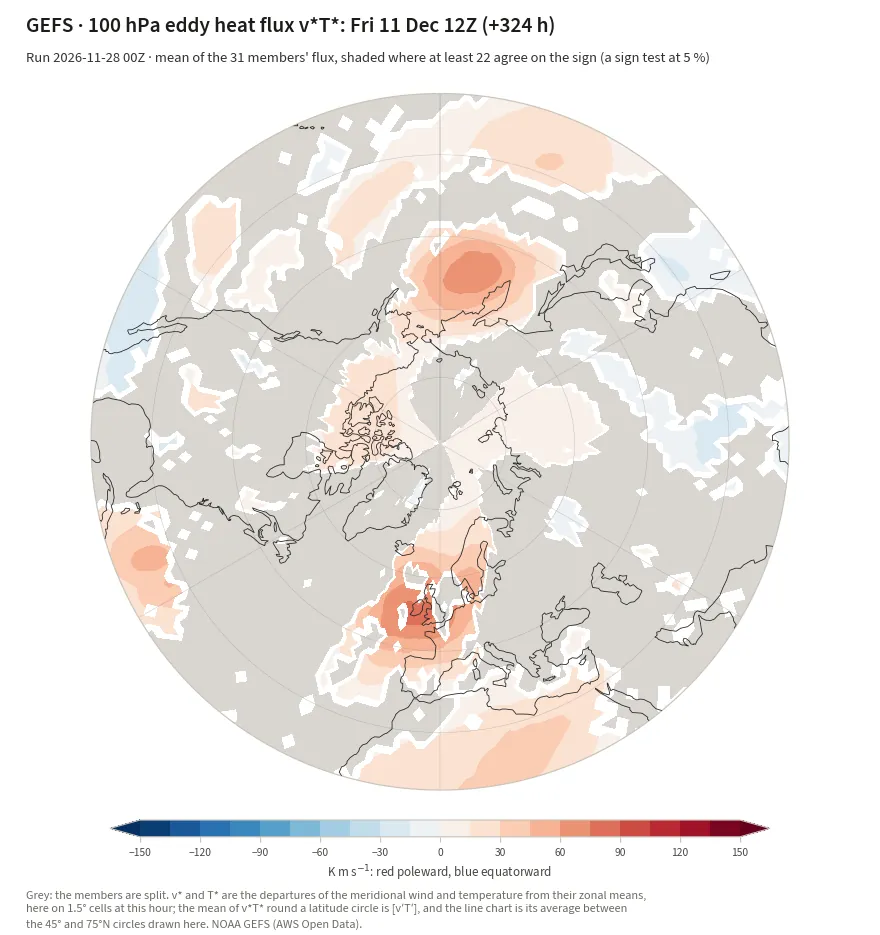 GEFS · 100 hPa eddy heat flux v*T*: Fri 11 Dec 12Z (+324 h)
Run 2026-11-28 00Z · mean of the 31 members' flux, shaded where at least 22 agree on the sign (a sign test at 5 %)
−150 −120 −90 −60 −30 0 30 60 90 120 150
K m s⁻¹: red poleward, blue equatorward
Grey: the members are split. v* and T* are the departures of the meridional wind and temperature from their zonal means,
here on 1.5° cells at this hour; the mean of v*T* round a latitude circle is [v'T'], and the line chart is its average between
the 45° and 75°N circles drawn here. NOAA GEFS (AWS Open Data).